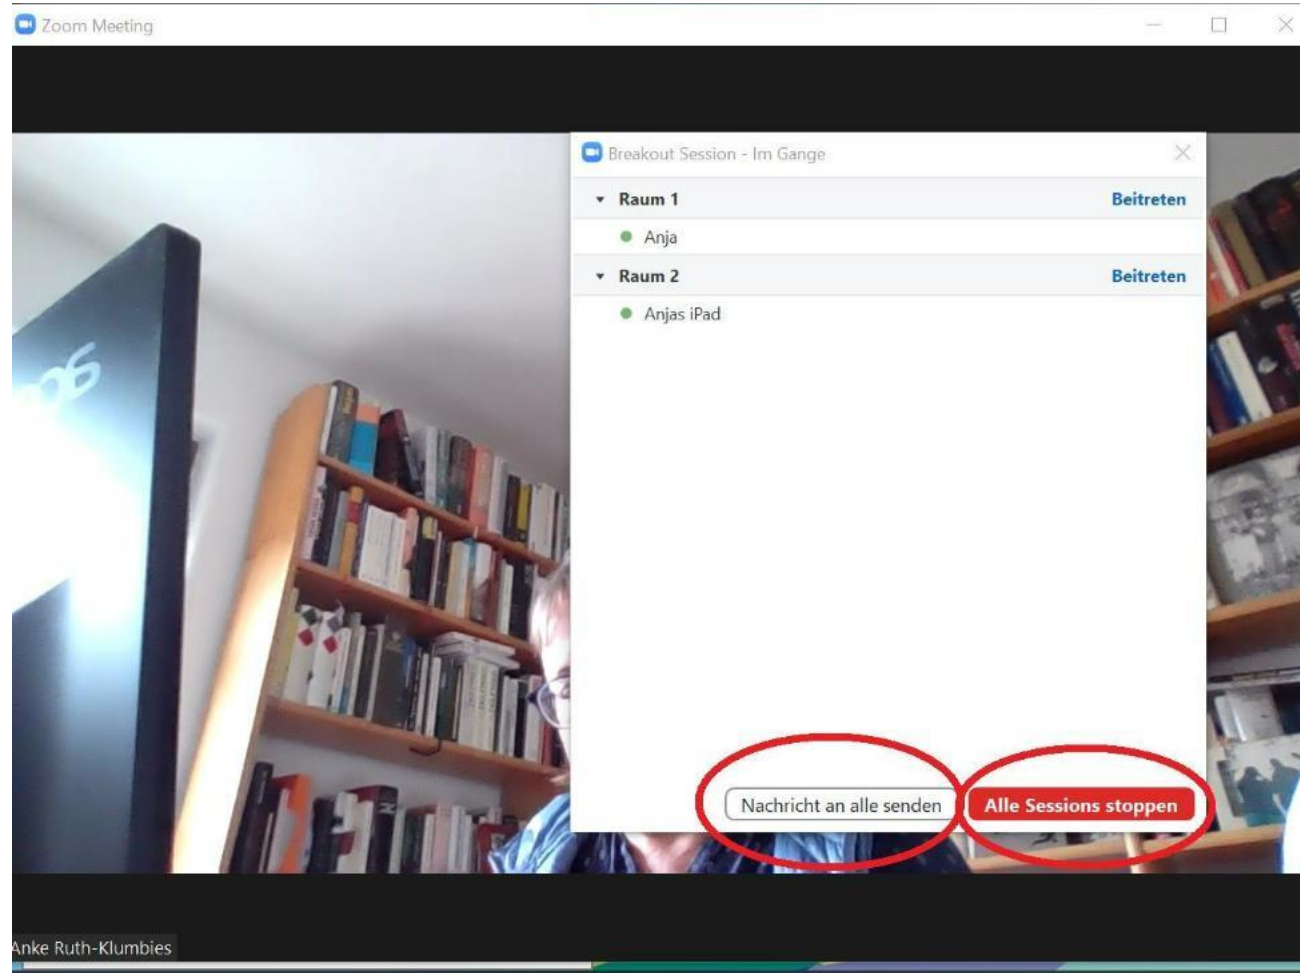 Zoom Meeting
Breakout Session - Im Gange
Raum 1 Beitreten
Anja
Raum 2 Beitreten
Anjas iPad
Nachricht an alle senden Alle Sessions stoppen
Anke Ruth-Klumbies